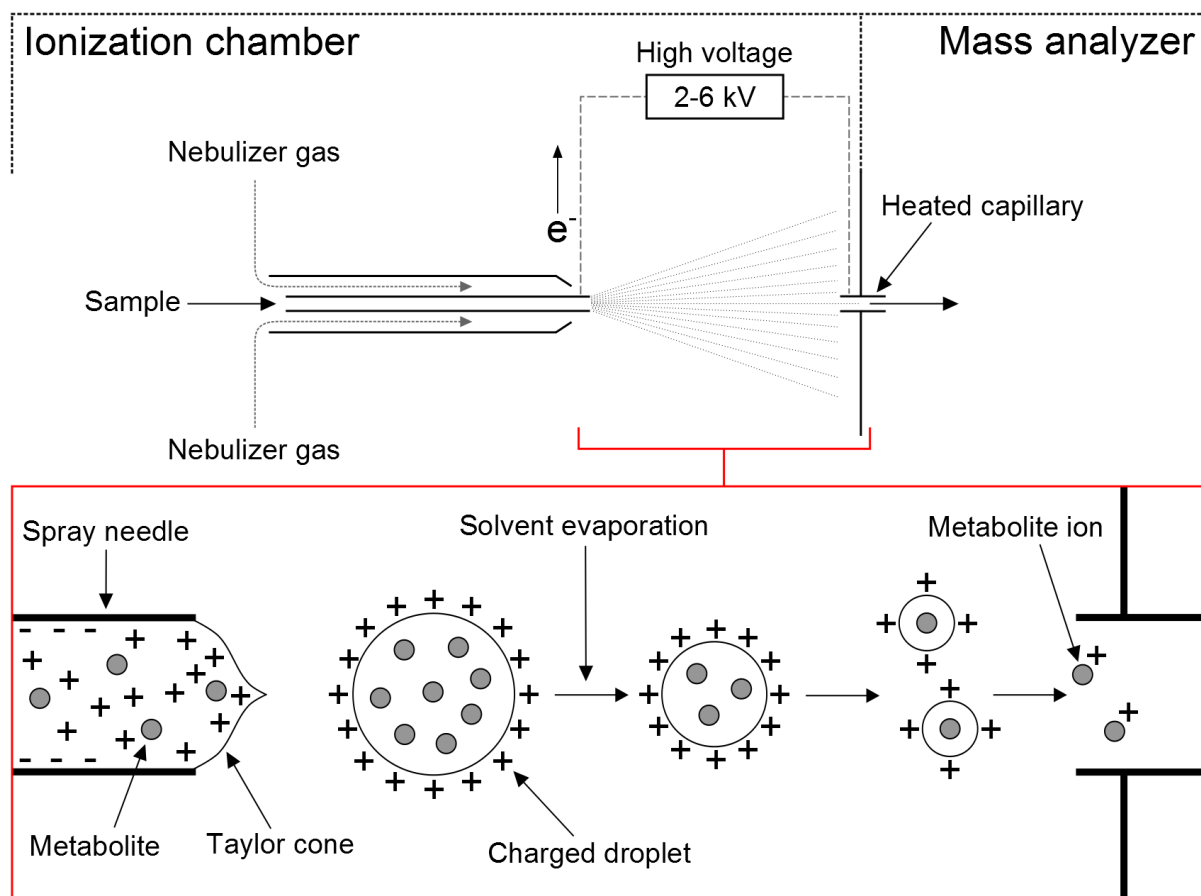 Ionization chamber
Mass analyzer
High voltage
2-6 kV
Nebulizer gas
e-
Heated capillary
Sample
Nebulizer gas
Solvent evaporation
Metabolite ion
Spray needle
Metabolite
Taylor cone
Charged droplet